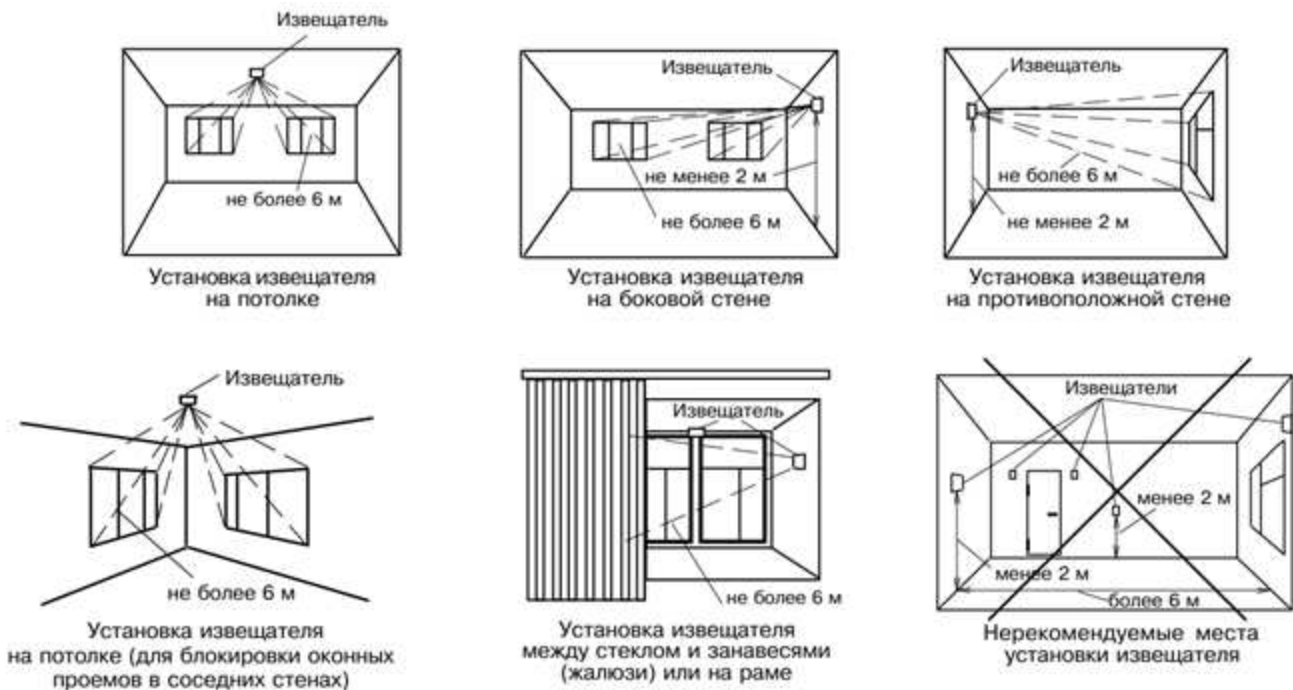 Извещатель
не более 6 м
Установка извещателя
на потолке
Извещатель
не менее 2 м
не более 6 м
Установка извещателя
на боковой стене
Извещатель
не более 6 м
не менее 2 м
Установка извещателя
на противоположной стене
Извещатель
не более 6 м
Установка извещателя
на потолке (для блокировки оконных
проемов в соседних стенах)
Извещатель
не более 6 м
Установка извещателя
между стеклом и занавесями
(жалюзи) или на раме
Извещатели
менее 2 м
менее 2 м
более 6 м
Нерекомендуемые места
установки извещателя